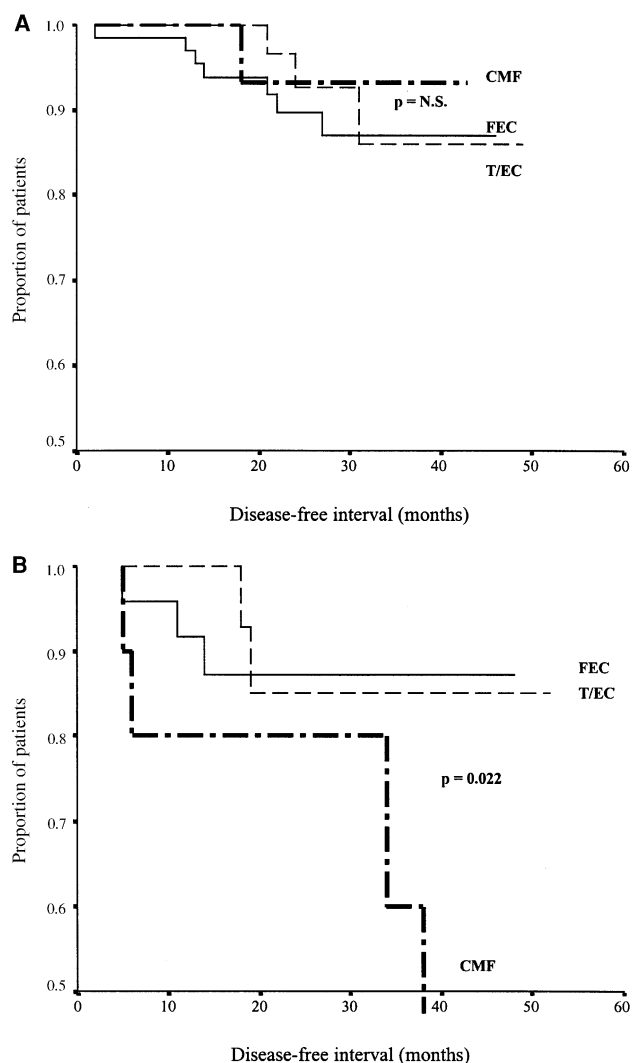 A
1.0
0.9
0.8
0.7
0.6
0.5
Proportion of patients
CMF
p = N.S.
FEC
T/EC
0 10 20 30 40 50 60
Disease-free interval (months)
B
1.0
0.9
0.8
0.7
0.6
0.5
Proportion of patients
FEC
T/EC
p = 0.022
CMF
0 10 20 30 40 50 60
Disease-free interval (months)